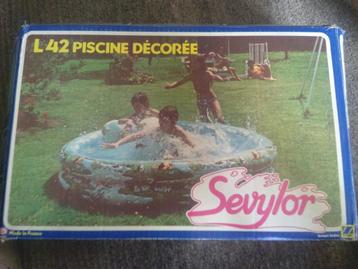 L 42 PISCINE DÉCORÉE
Sevylor
Made in France